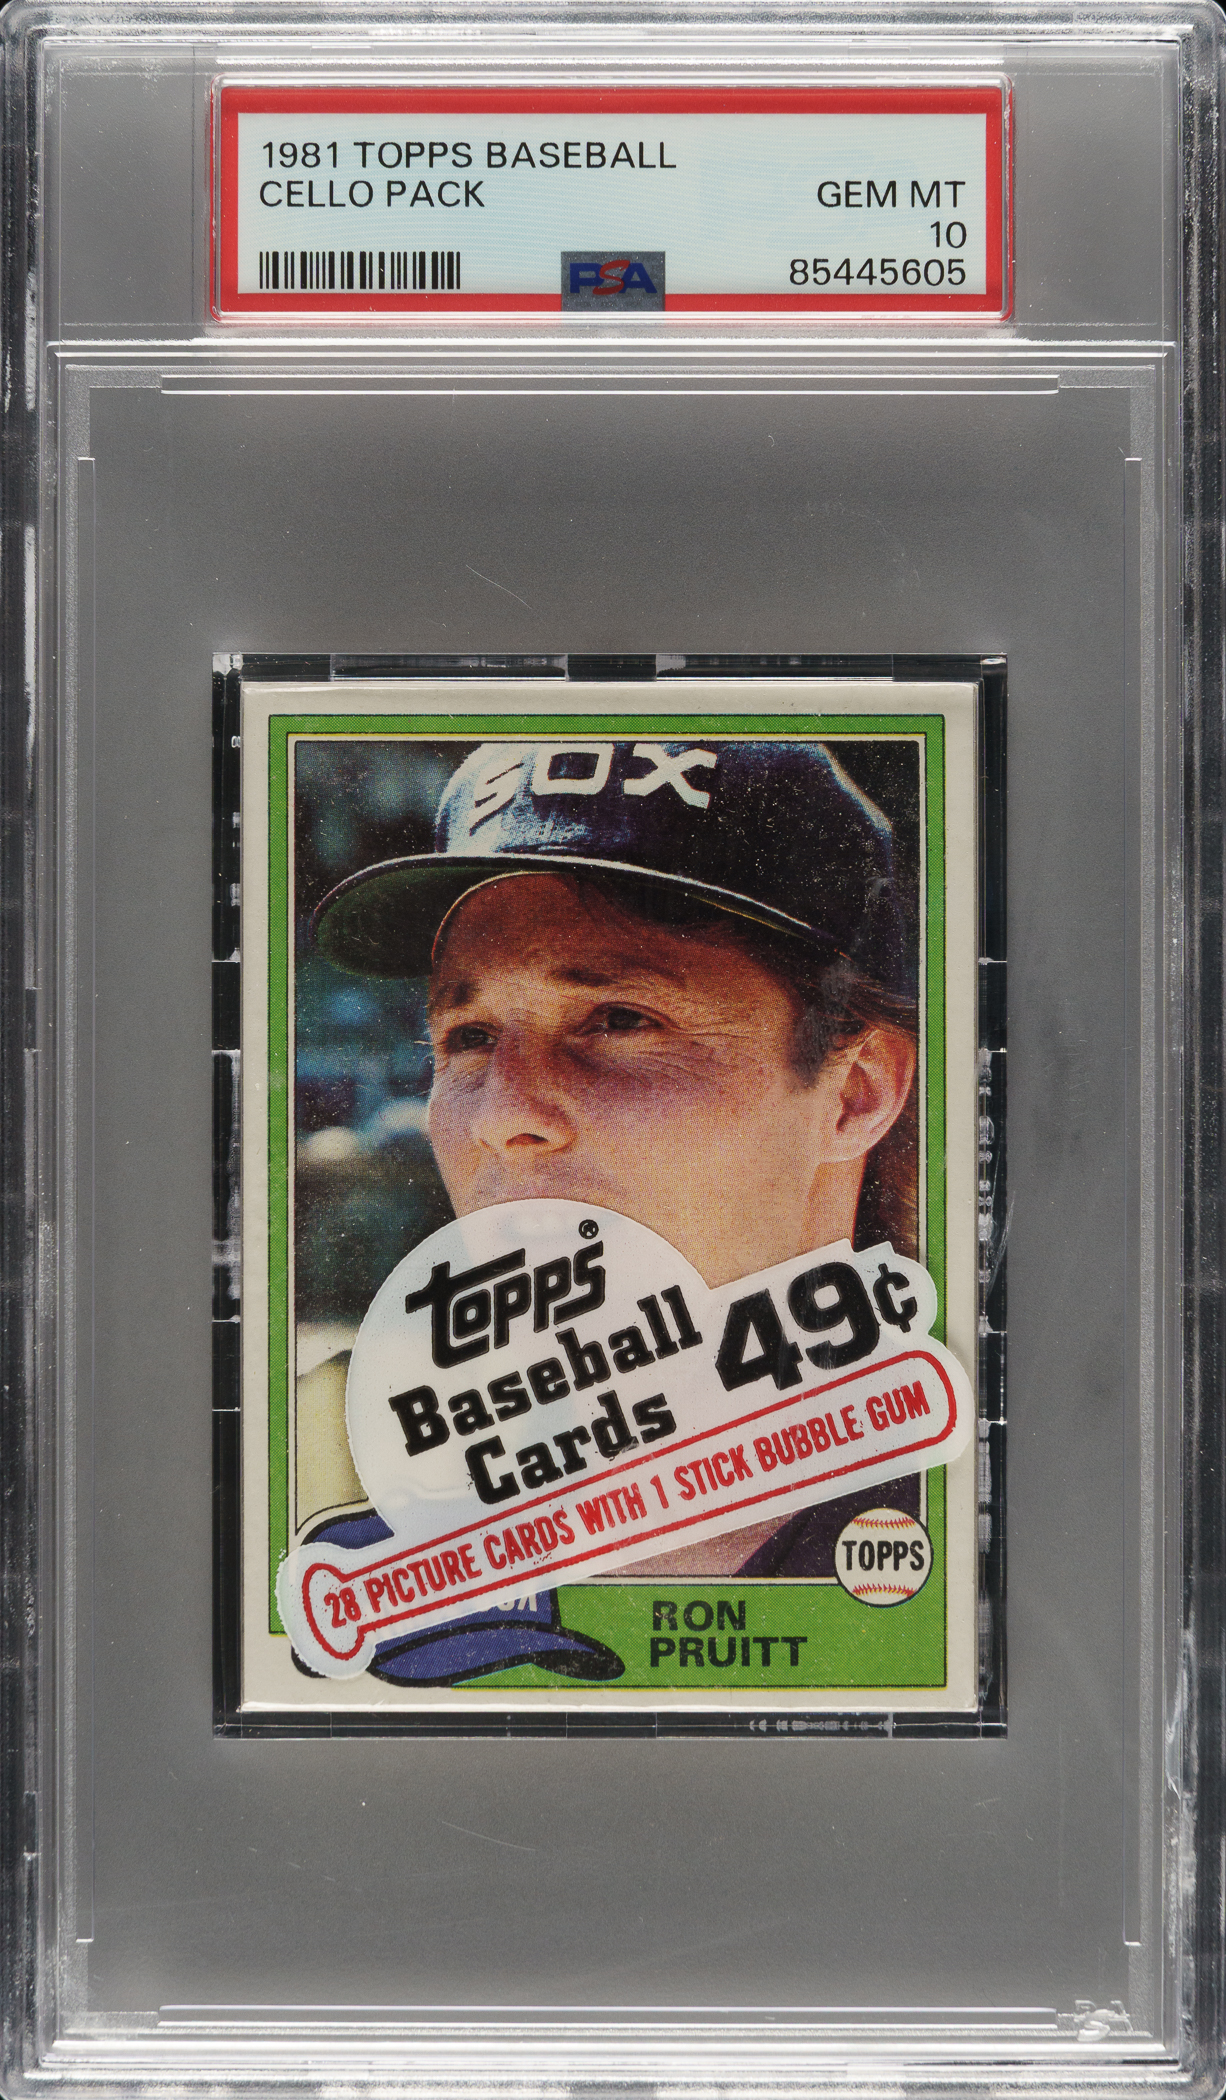 1981 TOPPS BASEBALL
CELLO PACK
GEM MT
10
85445605
PSA
SOX
TOPPS®
Baseball
Cards
49¢
28 PICTURE CARDS WITH 1 STICK BUBBLE GUM
TOPPS
RON
PRUITT
PSA